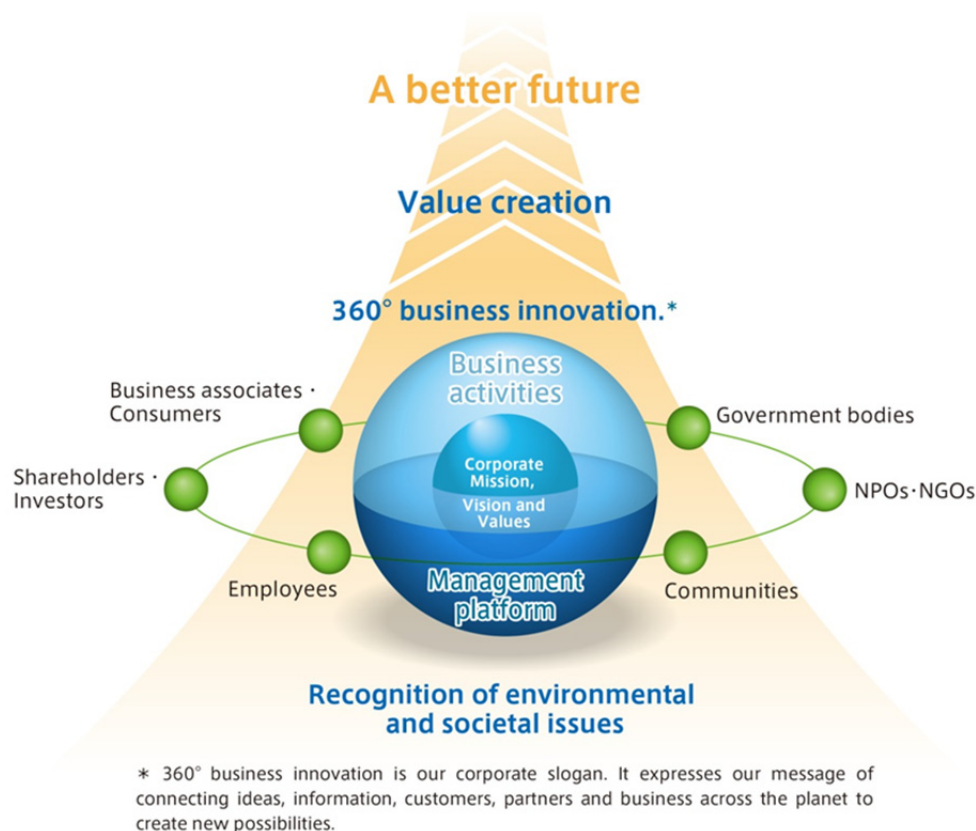 A better future
Value creation
360° business innovation.*
Business
activities
Business associates ·
Consumers
Government bodies
Shareholders ·
Investors
Corporate
Mission,
Vision and
Values
NPOs·NGOs
Employees
Management
platform
Communities
Recognition of environmental
and societal issues
* 360° business innovation is our corporate slogan. It expresses our message of
connecting ideas, information, customers, partners and business across the planet to
create new possibilities.